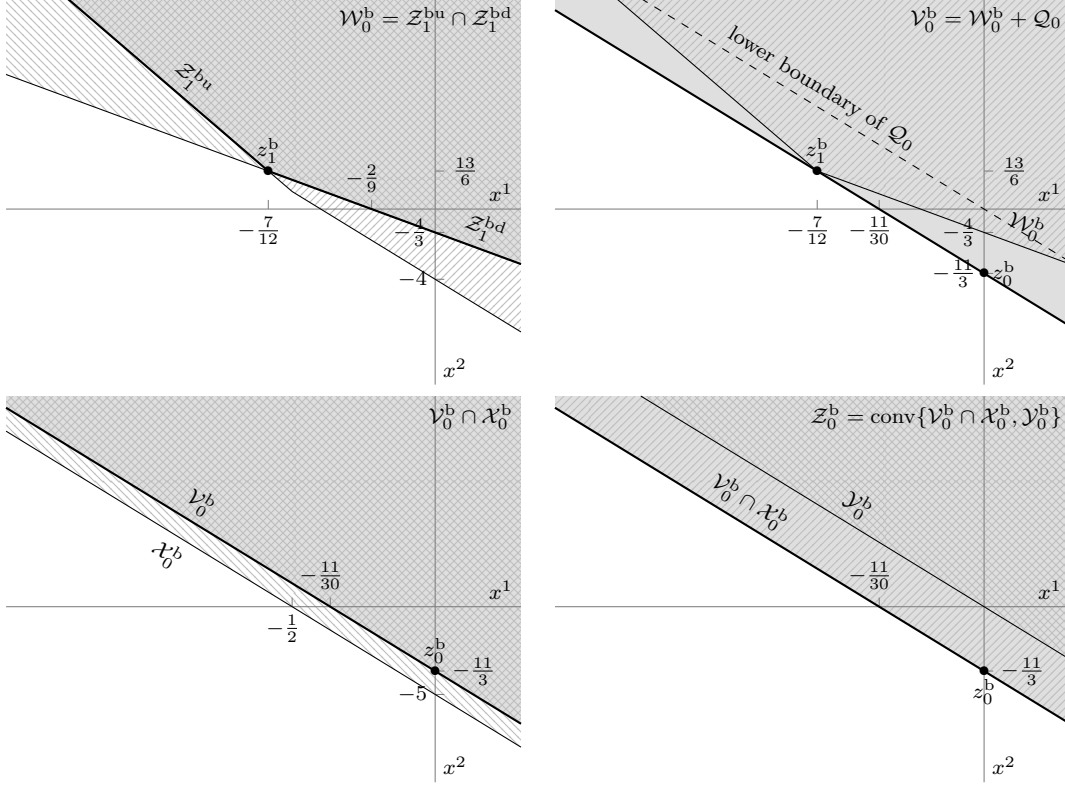 𝒲₀ᵇ = 𝒵₁ᵇᵘ ∩ 𝒵₁ᵇᵈ
𝒵₁ᵇᵘ
z₁ᵇ
−2/9
13/6
x¹
−7/12
−4/3
𝒵₁ᵇᵈ
−4
x²
𝒱₀ᵇ = 𝒲₀ᵇ + 𝒬₀
lower boundary of 𝒬₀
z₁ᵇ
13/6
x¹
−7/12
−11/30
−4/3
𝒲₀ᵇ
−11/3
z₀ᵇ
x²
𝒱₀ᵇ ∩ 𝒳₀ᵇ
𝒱₀ᵇ
𝒳₀ᵇ
−11/30
x¹
−1/2
z₀ᵇ
−11/3
−5
x²
𝒵₀ᵇ = conv{𝒱₀ᵇ ∩ 𝒳₀ᵇ, 𝒴₀ᵇ}
𝒱₀ᵇ ∩ 𝒳₀ᵇ
𝒴₀ᵇ
−11/30
x¹
−11/3
z₀ᵇ
x²